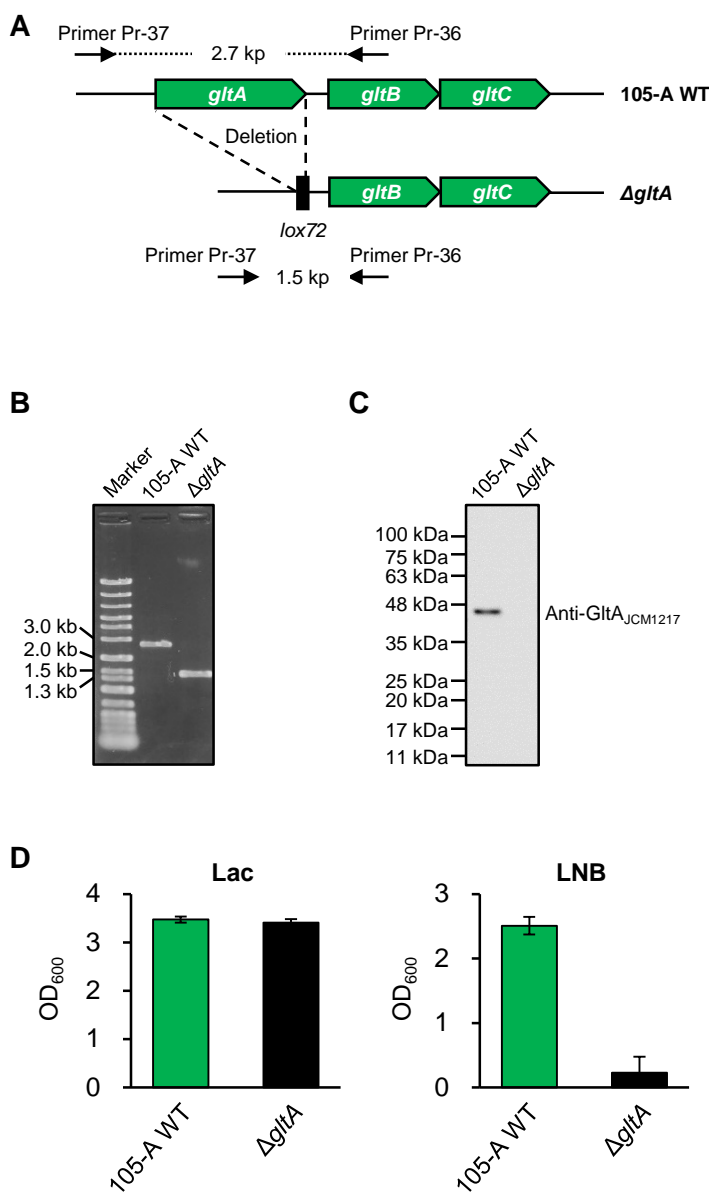 A
Primer Pr-37 2.7 kp Primer Pr-36
gltA gltB gltC 105-A WT
Deletion
gltB gltC ΔgltA
lox72
Primer Pr-37 Primer Pr-36
1.5 kp
B
Marker 105-A WT ΔgltA
3.0 kb
2.0 kb
1.5 kb
1.3 kb
C
105-A WT ΔgltA
100 kDa
75 kDa
63 kDa
48 kDa
35 kDa
25 kDa
20 kDa
17 kDa
11 kDa
Anti-GltA_JCM1217
D
Lac
OD600
4
3
2
1
0
105-A WT ΔgltA
LNB
OD600
3
2
1
0
105-A WT ΔgltA